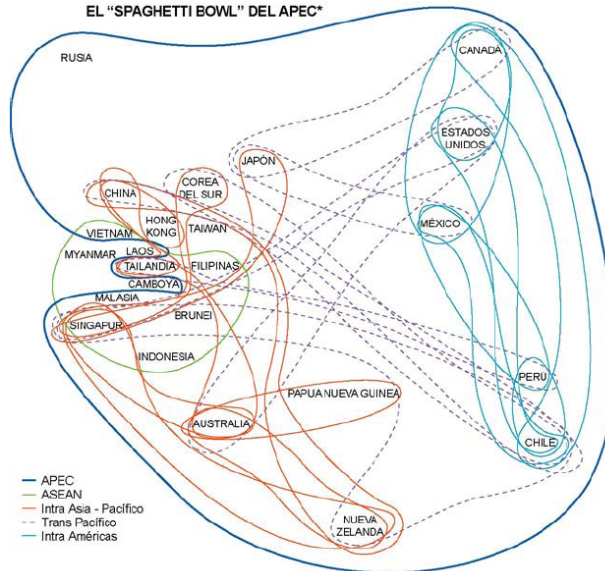 EL “SPAGHETTI BOWL” DEL APEC*
RUSIA
CANADÁ
ESTADOS
UNIDOS
JAPÓN
COREA
DEL SUR
CHINA
HONG
KONG
TAIWAN
MÉXICO
VIETNAM
LAOS
MYANMAR
TAILANDIA
FILIPINAS
CAMBOYA
MALASIA
BRUNEI
SINGAPUR
INDONESIA
PERÚ
PAPUA NUEVA GUINEA
AUSTRALIA
CHILE
NUEVA
ZELANDA
APEC
ASEAN
Intra Asia - Pacífico
Trans Pacífico
Intra Américas